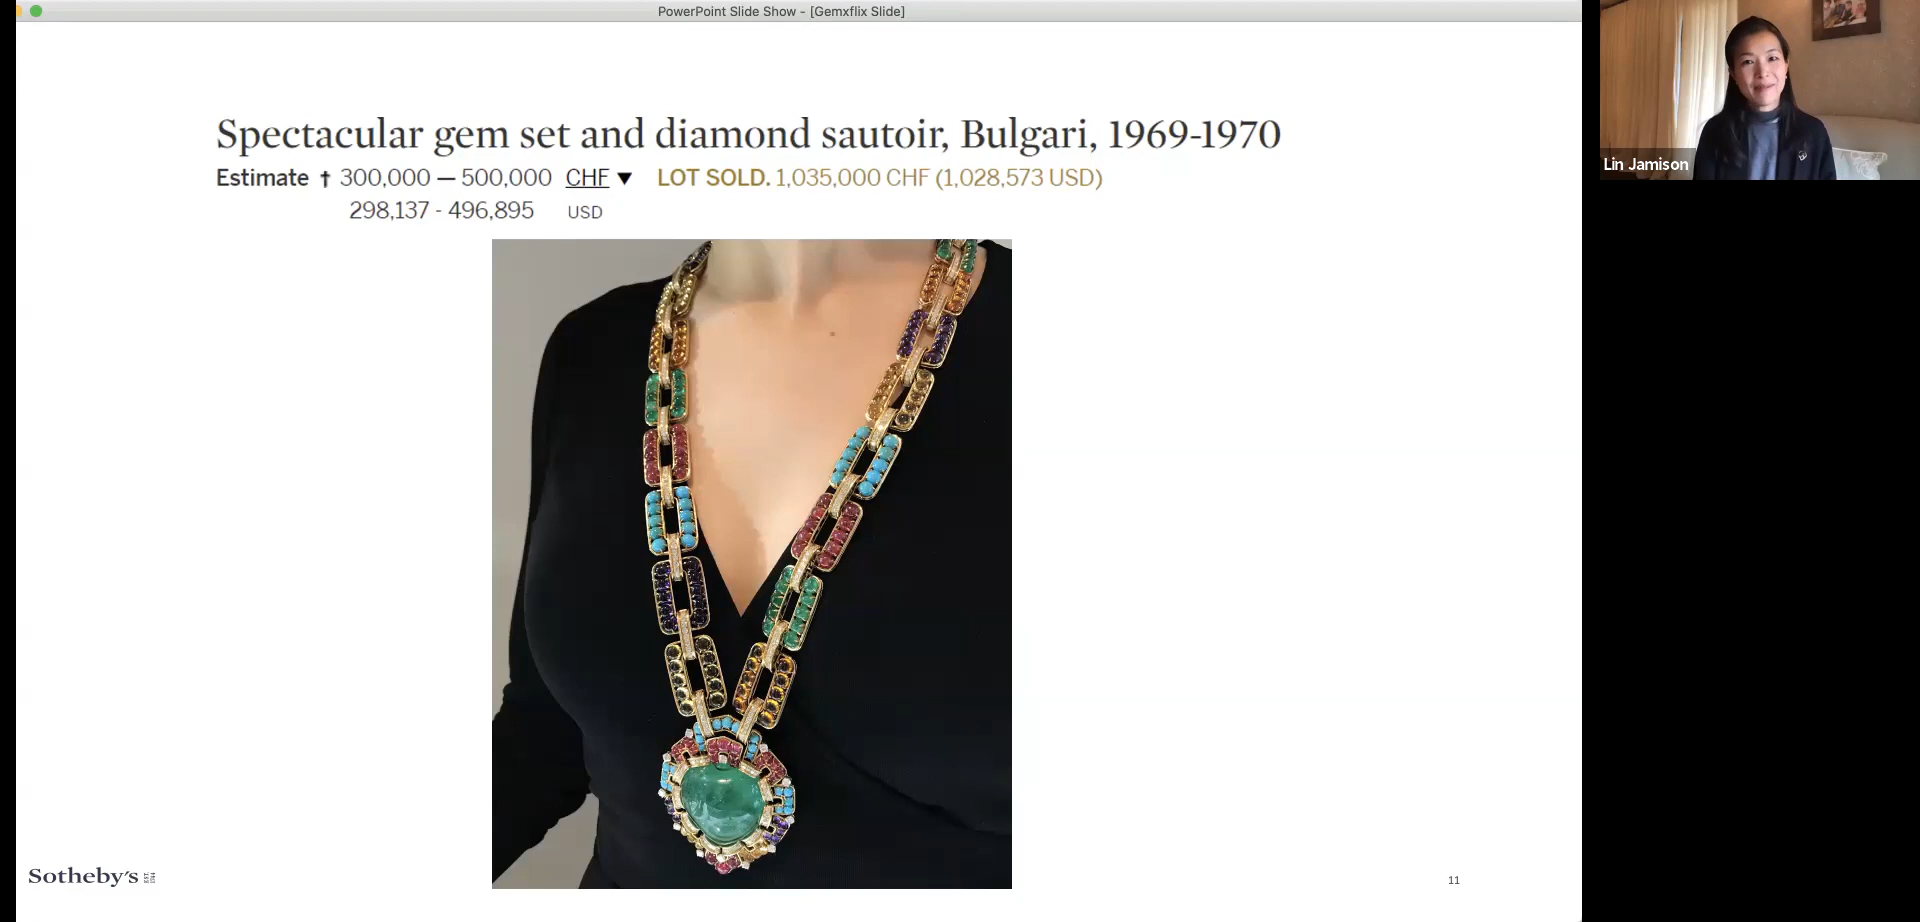 PowerPoint Slide Show - [Gemxflix Slide]
Spectacular gem set and diamond sautoir, Bulgari, 1969-1970
Estimate † 300,000 — 500,000 CHF ▼ LOT SOLD. 1,035,000 CHF (1,028,573 USD)
298,137 - 496,895 USD
Lin Jamison
Sotheby's
11